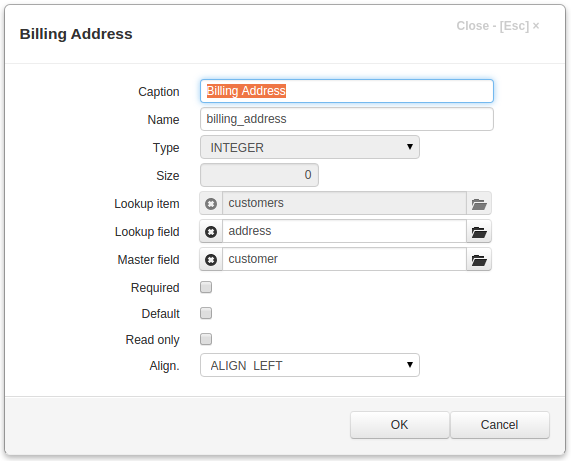 Billing Address
Close - [Esc] ×
Caption Billing Address
Name billing_address
Type INTEGER
Size 0
Lookup item customers
Lookup field address
Master field customer
Required
Default
Read only
Align. ALIGN_LEFT
OK Cancel